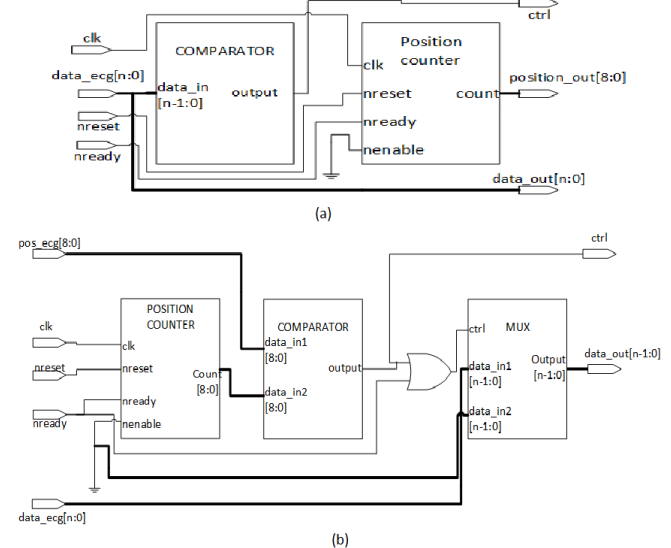 ctrl
clk
COMPARATOR
Position
counter
clk
data_ecg[n:0]
data_in
[n-1:0]
output
nreset
count
position_out[8:0]
nreset
nready
nready
nenable
data_out[n:0]
(a)
pos_ecg[8:0]
ctrl
POSITION
COUNTER
COMPARATOR
MUX
clk
clk
ctrl
data_in1
[8:0]
output
data_in1
[n-1:0]
Output
[n-1:0]
data_out[n-1:0]
nreset
nreset
Count
[8:0]
data_in2
[8:0]
nready
nready
nenable
data_in2
[n-1:0]
data_ecg[n:0]
(b)